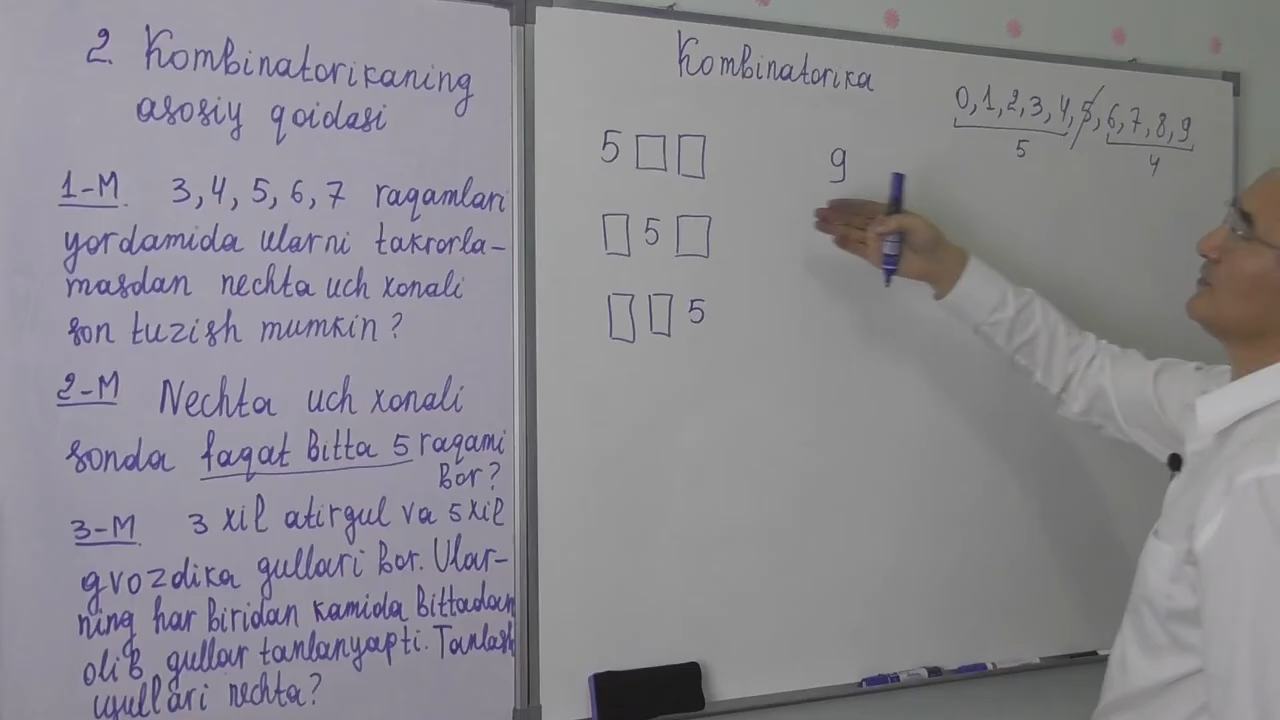 2. Kombinatorikaning
asosiy qoidasi
1-M. 3, 4, 5, 6, 7 raqamlari
yordamida ularni takrorla-
masdan nechta uch xonali
son tuzish mumkin?
2-M Nechta uch xonali
sonda faqat bitta 5 raqami
bor?
3-M. 3 xil atirgul va 5 xil
gvozdika gullari bor. Ular-
ning har biridan kamida bittadan
olib gullar tanlanyapti. Tanlash
usullari nechta?
Kombinatorika
0, 1, 2, 3, 4, 5, 6, 7, 8, 9
5 4
5 □ □ 9
□ 5 □
□ □ 5